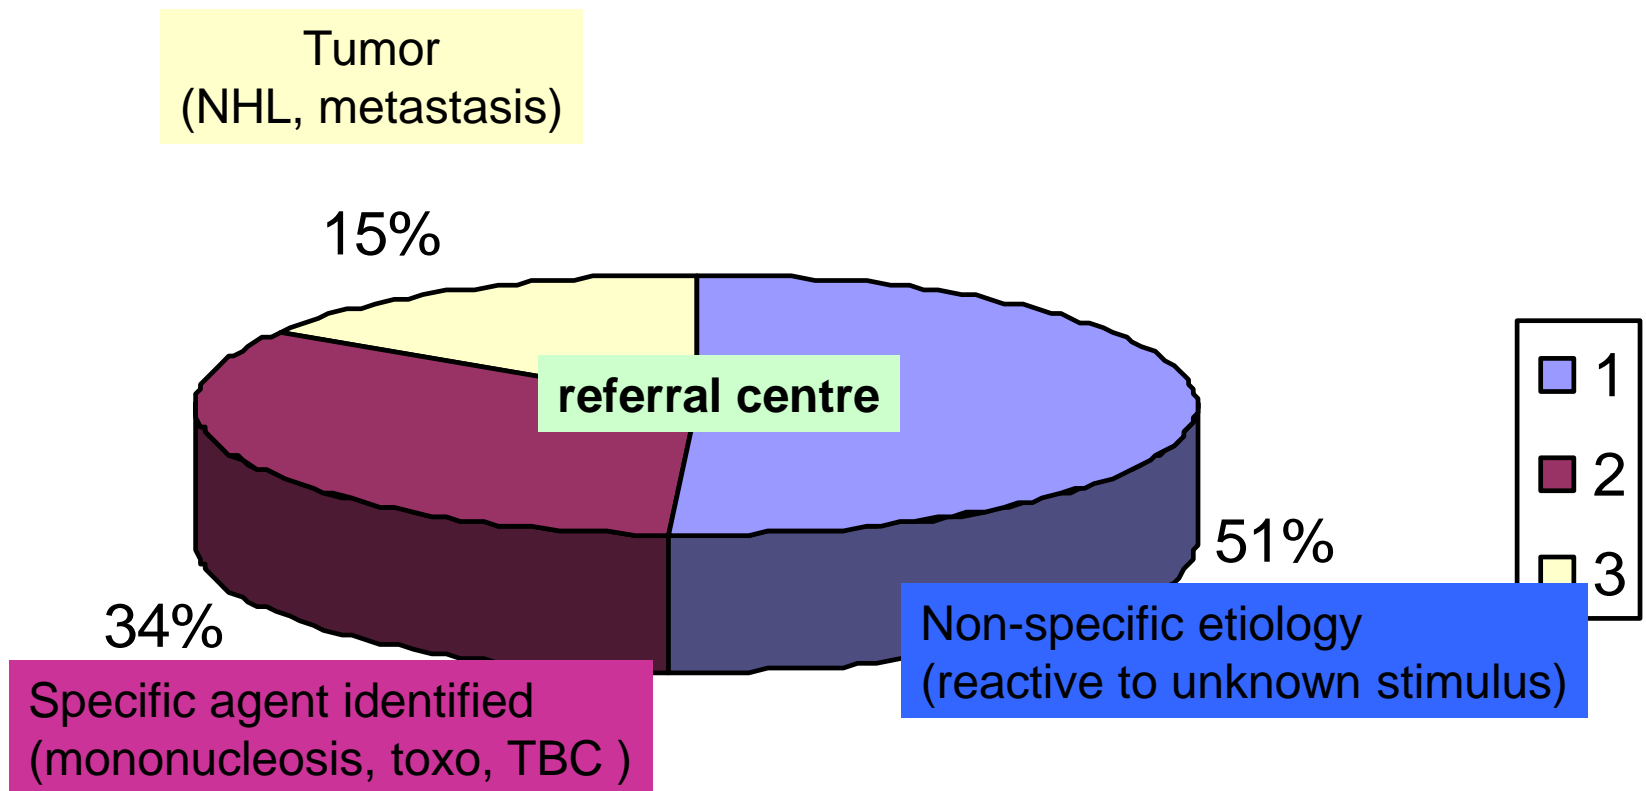 Tumor
(NHL, metastasis)
15%
referral centre
1
2
3
51%
34%
Non-specific etiology
(reactive to unknown stimulus)
Specific agent identified
(mononucleosis, toxo, TBC )